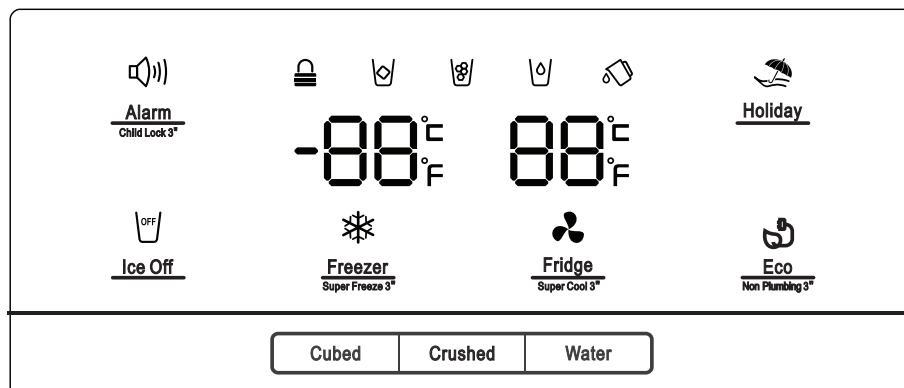 Alarm
Child Lock 3"
-88°C
°F
88°C
°F
Holiday
OFF
Ice Off
Freezer
Super Freeze 3"
Fridge
Super Cool 3"
Eco
Non Plumbing 3"
Cubed
Crushed
Water